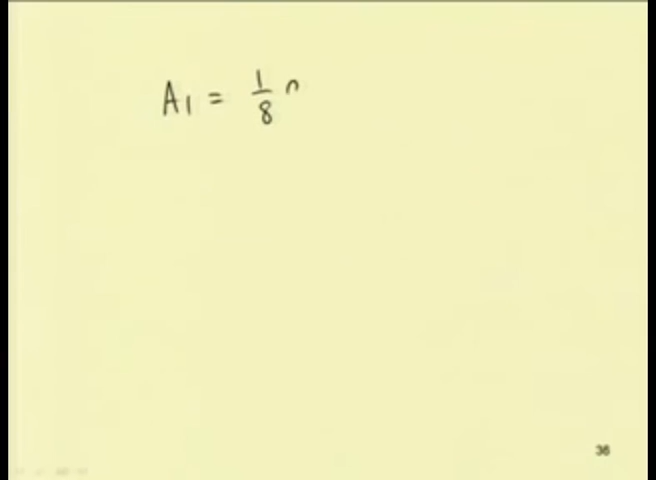 A₁ = 1/8
36